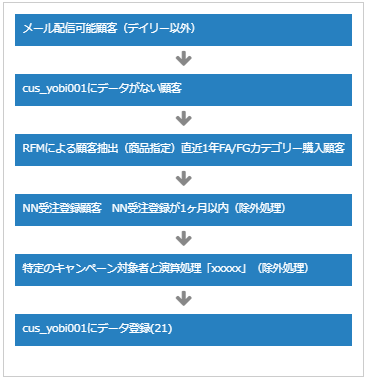 メール配信可能顧客（デイリー以外）
cus_yobi001にデータがない顧客
RFMによる顧客抽出（商品指定）直近1年FA/FGカテゴリー購入顧客
NN受注登録顧客　NN受注登録が1ヶ月以内（除外処理）
特定のキャンペーン対象者と演算処理「xxxxx」（除外処理）
cus_yobi001にデータ登録(21)